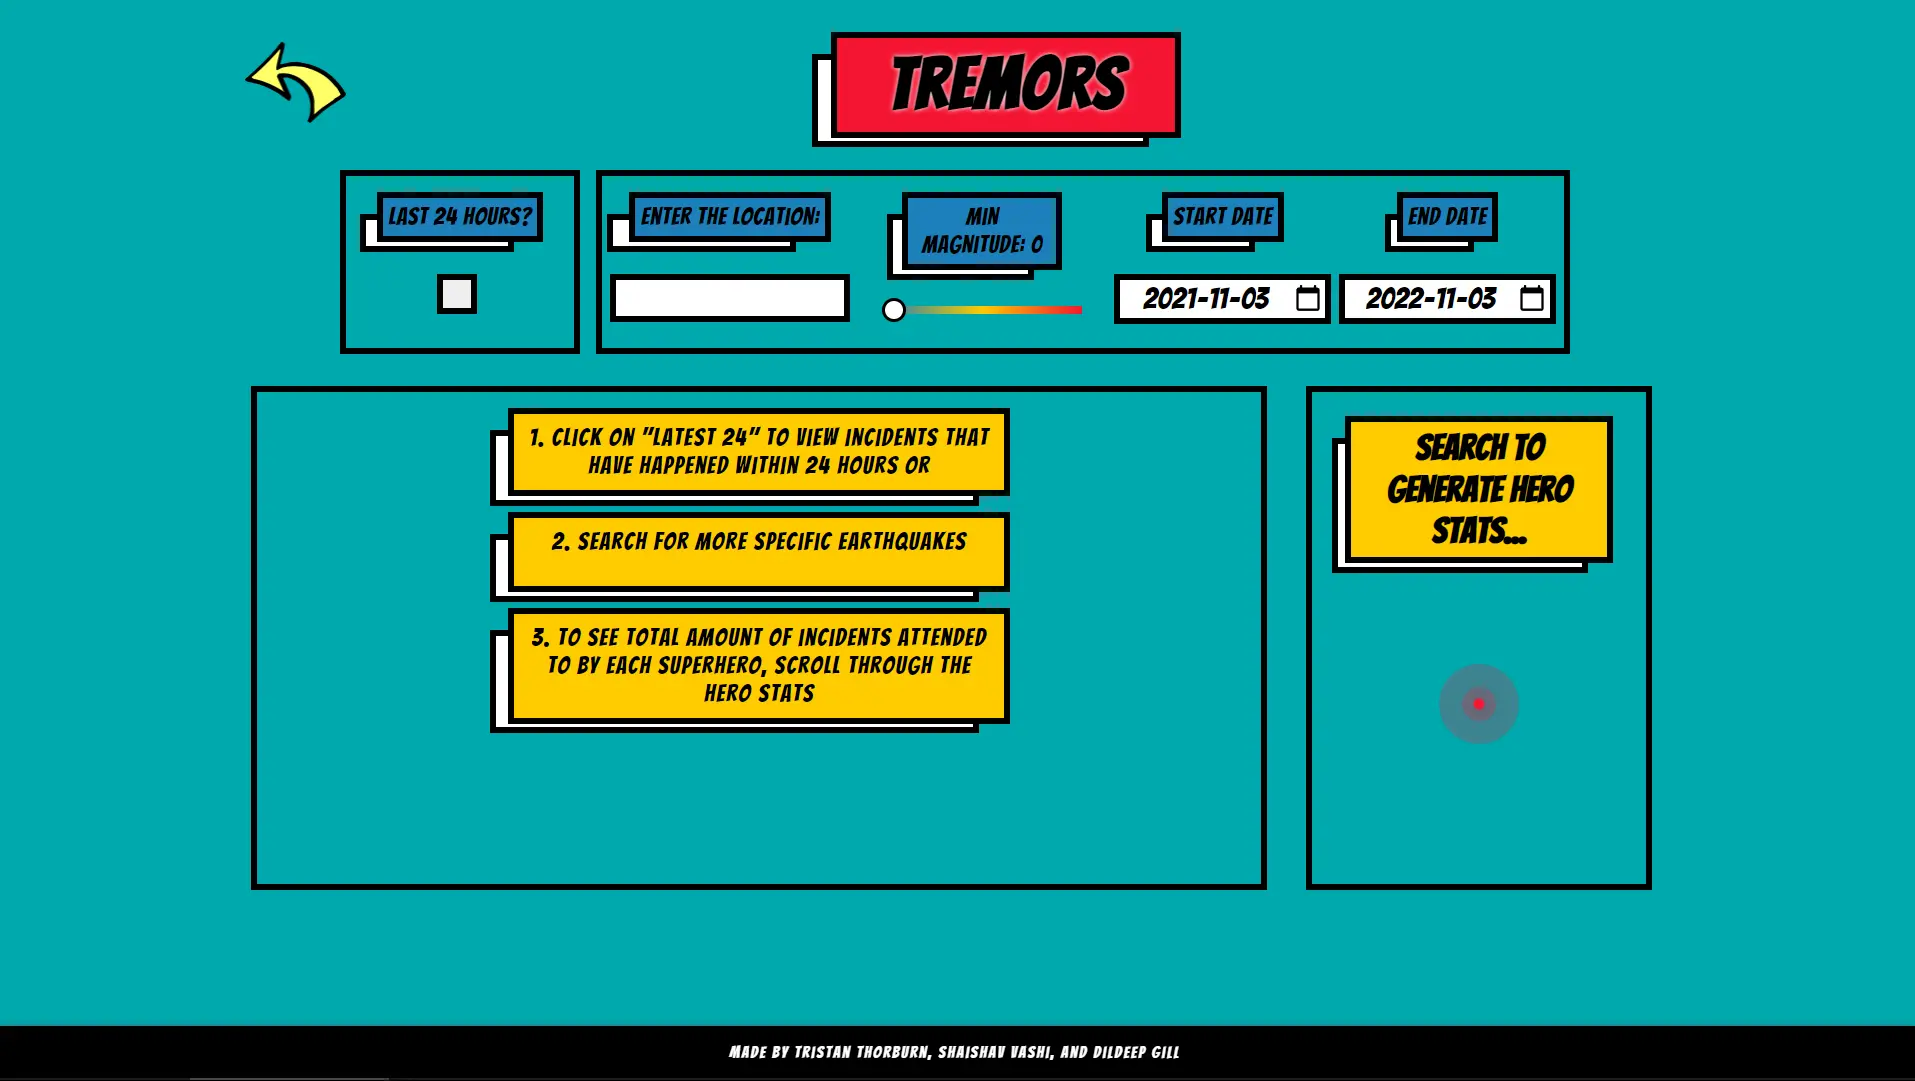 TREMORS
LAST 24 HOURS?
ENTER THE LOCATION:
MIN
MAGNITUDE: 0
START DATE
END DATE
2021-11-03
2022-11-03
1. CLICK ON "LATEST 24" TO VIEW INCIDENTS THAT
HAVE HAPPENED WITHIN 24 HOURS OR
2. SEARCH FOR MORE SPECIFIC EARTHQUAKES
3. TO SEE TOTAL AMOUNT OF INCIDENTS ATTENDED
TO BY EACH SUPERHERO, SCROLL THROUGH THE
HERO STATS
SEARCH TO
GENERATE HERO
STATS...
MADE BY TRISTAN THORBURN, SHAISHAV VASHI, AND DILDEEP GILL